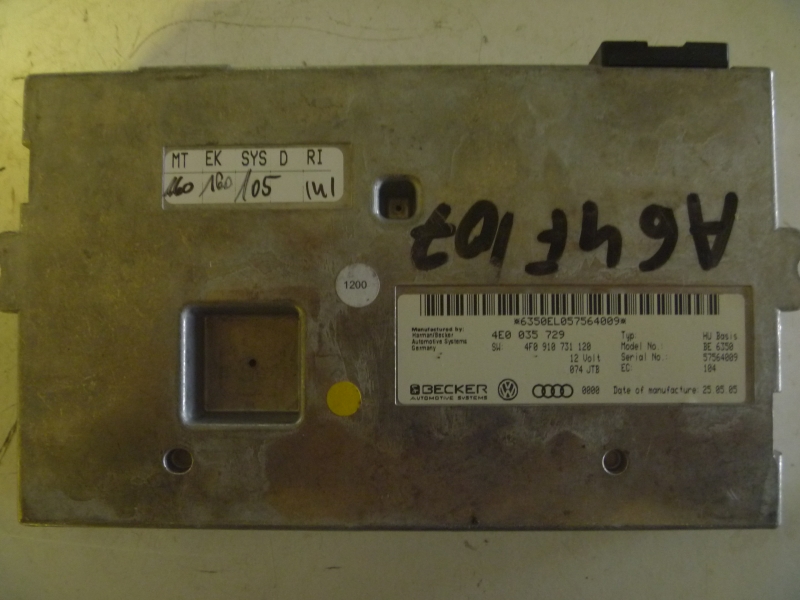 MT EK SYS D RI
160 160 105 141
A64F107
1200
*6350EL057564009*
Manufactured by:
Harman/Becker
Automotive Systems
Germany
4E0 035 729
SW 4F0 910 731 120
12 Volt
074 JTB
Typ: HU Basis
Model No.: BE 6350
Serial No.: 57564009
EC: 104
BECKER
AUTOMOTIVE SYSTEMS
VW
0000 Date of manufacture: 25.05.05